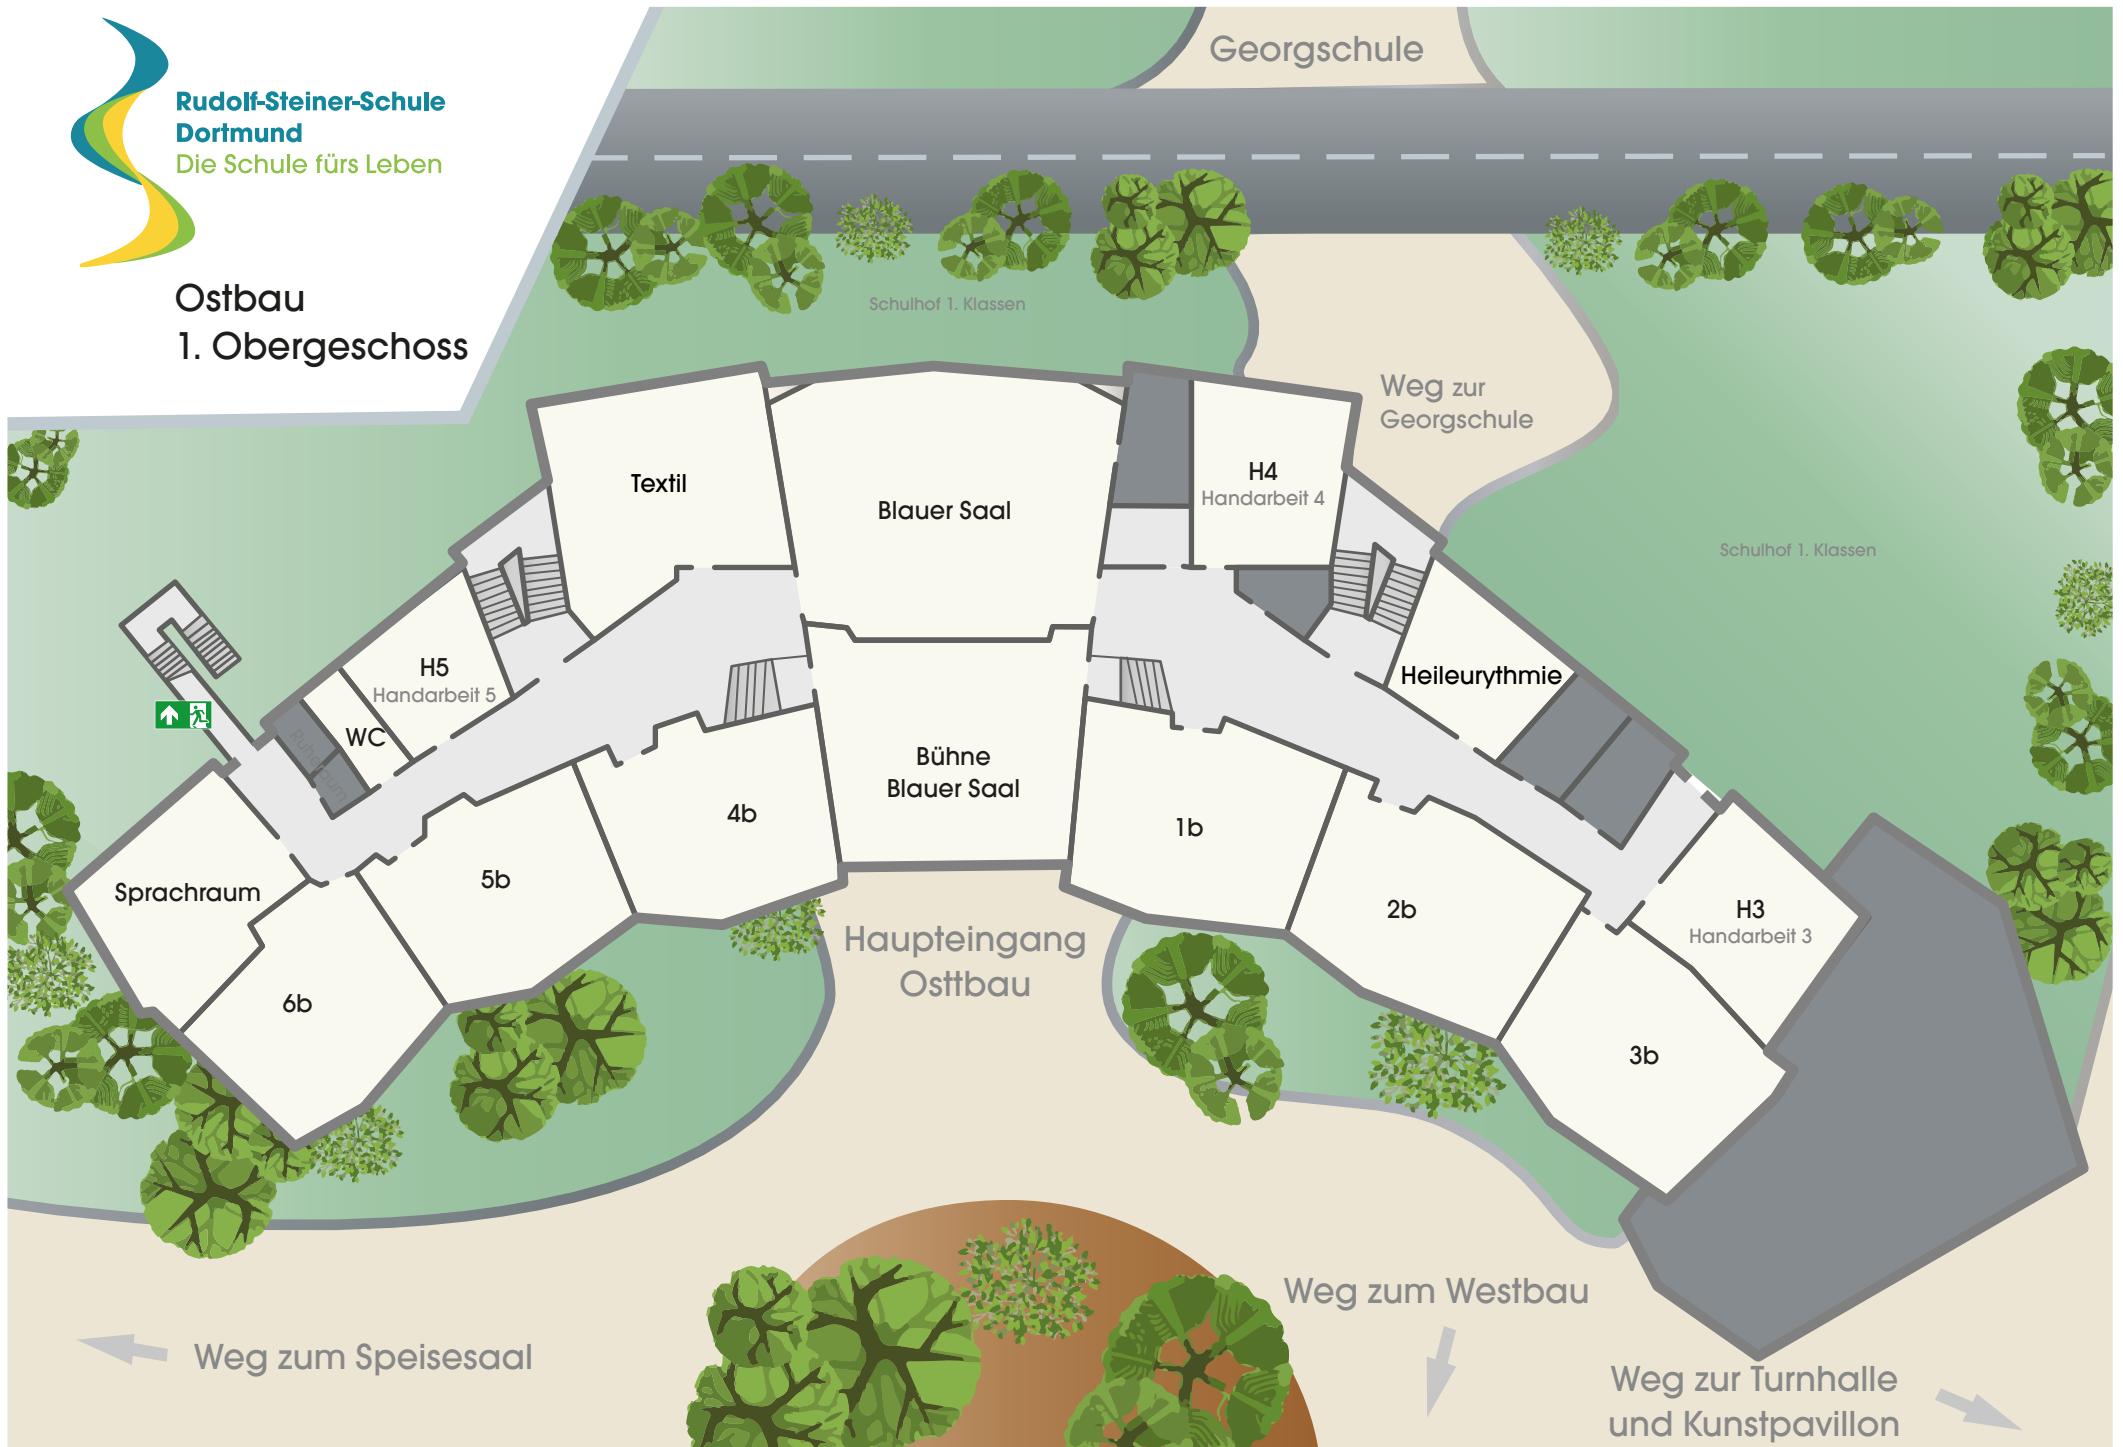 Rudolf-Steiner-Schule
Dortmund
Die Schule fürs Leben
Ostbau
1. Obergeschoss
Georgschule
Schulhof 1. Klassen
Weg zur
Georgschule
Schulhof 1. Klassen
Textil
Blauer Saal
H4
Handarbeit 4
H5
Handarbeit 5
WC
Ruheraum
Heileurythmie
Bühne
Blauer Saal
4b
1b
5b
2b
Sprachraum
6b
H3
Handarbeit 3
3b
Haupteingang
Osttbau
Weg zum Speisesaal
Weg zum Westbau
Weg zur Turnhalle
und Kunstpavillon